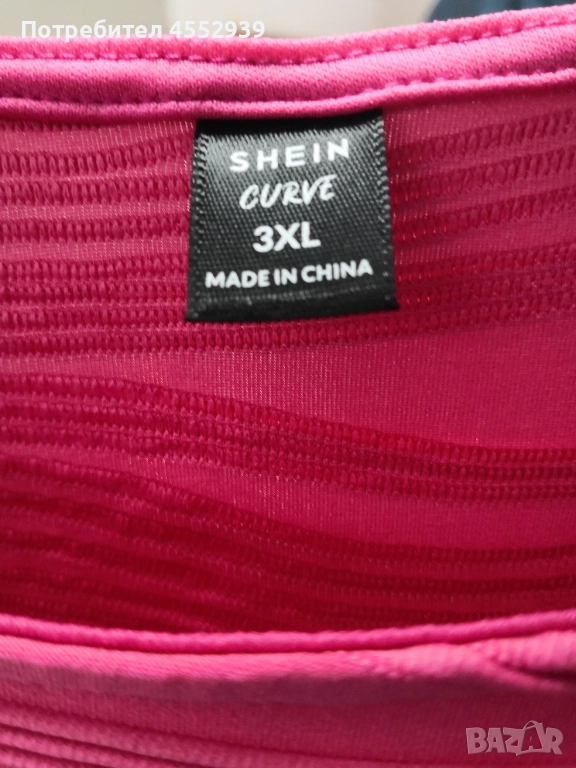 Потребител 4552939
SHEIN
CURVE
3XL
MADE IN CHINA
BAZAR